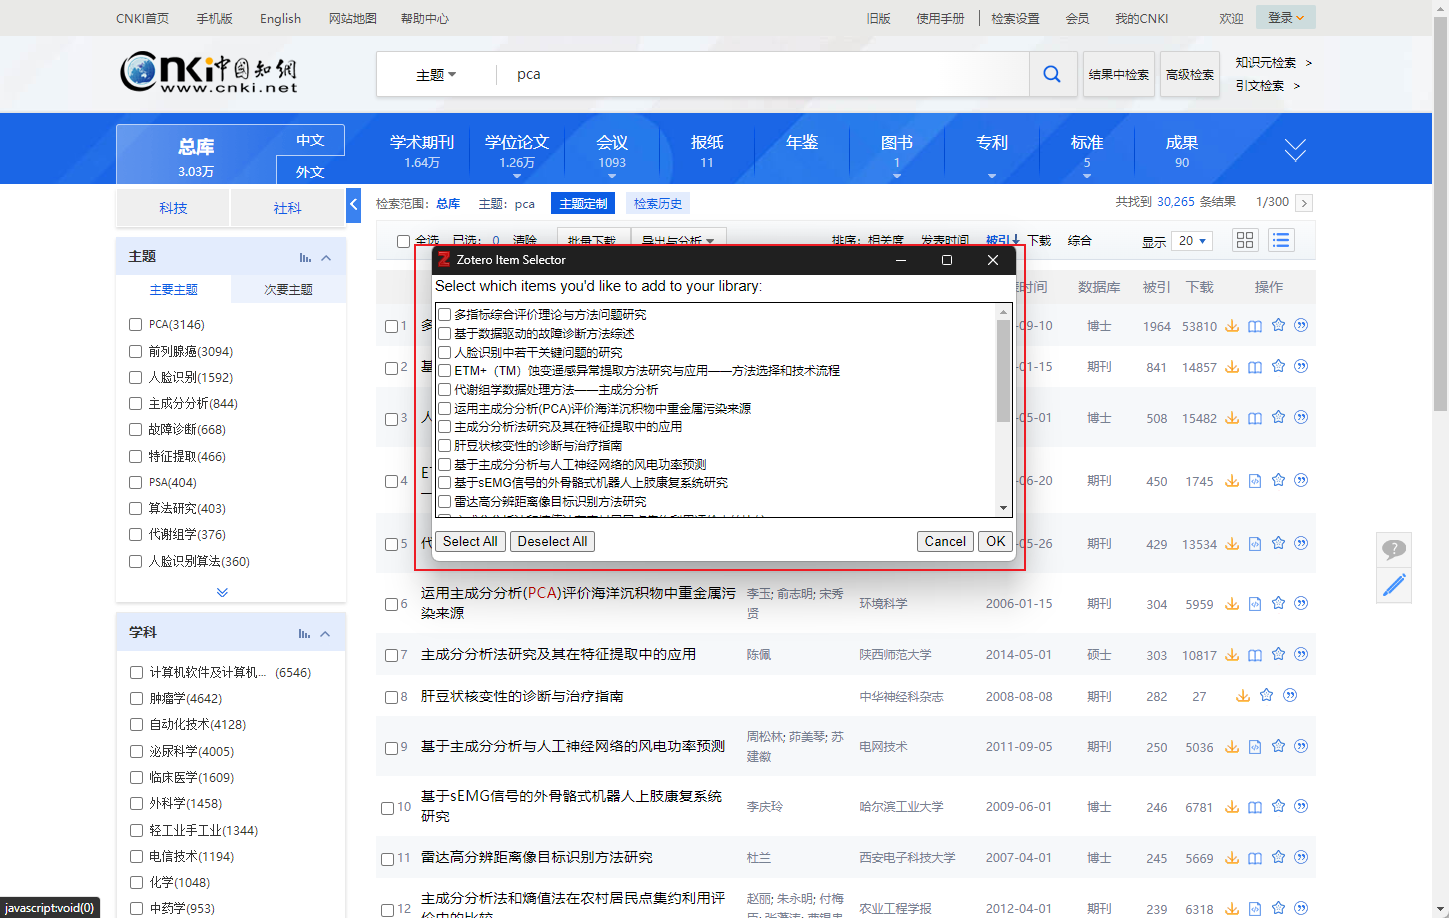 CNKI首页 手机版 English 网站地图 帮助中心 旧版 使用手册 检索设置 会员 我的CNKI 欢迎 登录
Cnki中国知网
www.cnki.net
主题 pca 结果中检索 高级检索
知识元检索 >
引文检索 >
总库
3.03万
中文
外文
学术期刊
1.64万
学位论文
1.26万
会议
1093
报纸
11
年鉴
图书
1
专利
标准
5
成果
90
科技 社科
检索范围: 总库 主题: pca 主题定制 检索历史 共找到 30,265 条结果 1/300
全选 已选: 0 清除 批量下载 导出与分析 排序: 相关度 发表时间 被引 下载 综合 显示 20
主题
主要主题 次要主题
PCA(3146)
前列腺癌(3094)
人脸识别(1592)
主成分分析(844)
故障诊断(668)
特征提取(466)
PSA(404)
算法研究(403)
代谢组学(376)
人脸识别算法(360)
学科
计算机软件及计算机... (6546)
肿瘤学(4642)
自动化技术(4128)
泌尿科学(4005)
临床医学(1609)
外科学(1458)
轻工业手工业(1344)
电信技术(1194)
化学(1048)
中药学(953)
javascript:void(0)
Zotero Item Selector
Select which items you'd like to add to your library:
多指标综合评价理论与方法问题研究
基于数据驱动的故障诊断方法综述
人脸识别中若干关键问题的研究
ETM+（TM）蚀变遥感异常提取方法研究与应用——方法选择和技术流程
代谢组学数据处理方法——主成分分析
运用主成分分析(PCA)评价海洋沉积物中重金属污染来源
主成分分析法研究及其在特征提取中的应用
肝豆状核变性的诊断与治疗指南
基于主成分分析与人工神经网络的风电功率预测
基于sEMG信号的外骨骼式机器人上肢康复系统研究
雷达高分辨距离像目标识别方法研究
Select All Deselect All Cancel OK
时间 数据库 被引 下载 操作
1 多 -09-10 博士 1964 53810
2 基 -01-15 期刊 841 14857
3 人 -05-01 博士 508 15482
4 ET -06-20 期刊 450 1745
5 代 -05-26 期刊 429 13534
6 运用主成分分析(PCA)评价海洋沉积物中重金属污染来源 李玉; 俞志明; 宋秀贤 环境科学 2006-01-15 期刊 304 5959
7 主成分分析法研究及其在特征提取中的应用 陈佩 陕西师范大学 2014-05-01 硕士 303 10817
8 肝豆状核变性的诊断与治疗指南 中华神经科杂志 2008-08-08 期刊 282 27
9 基于主成分分析与人工神经网络的风电功率预测 周松林; 茆美琴; 苏建徽 电网技术 2011-09-05 期刊 250 5036
10 基于sEMG信号的外骨骼式机器人上肢康复系统研究 李庆玲 哈尔滨工业大学 2009-06-01 博士 246 6781
11 雷达高分辨距离像目标识别方法研究 杜兰 西安电子科技大学 2007-04-01 博士 245 5669
12 主成分分析法和熵值法在农村居民点集约利用评价中的比较 赵丽; 朱永明; 付梅 农业工程学报 2012-04-01 期刊 239 6318